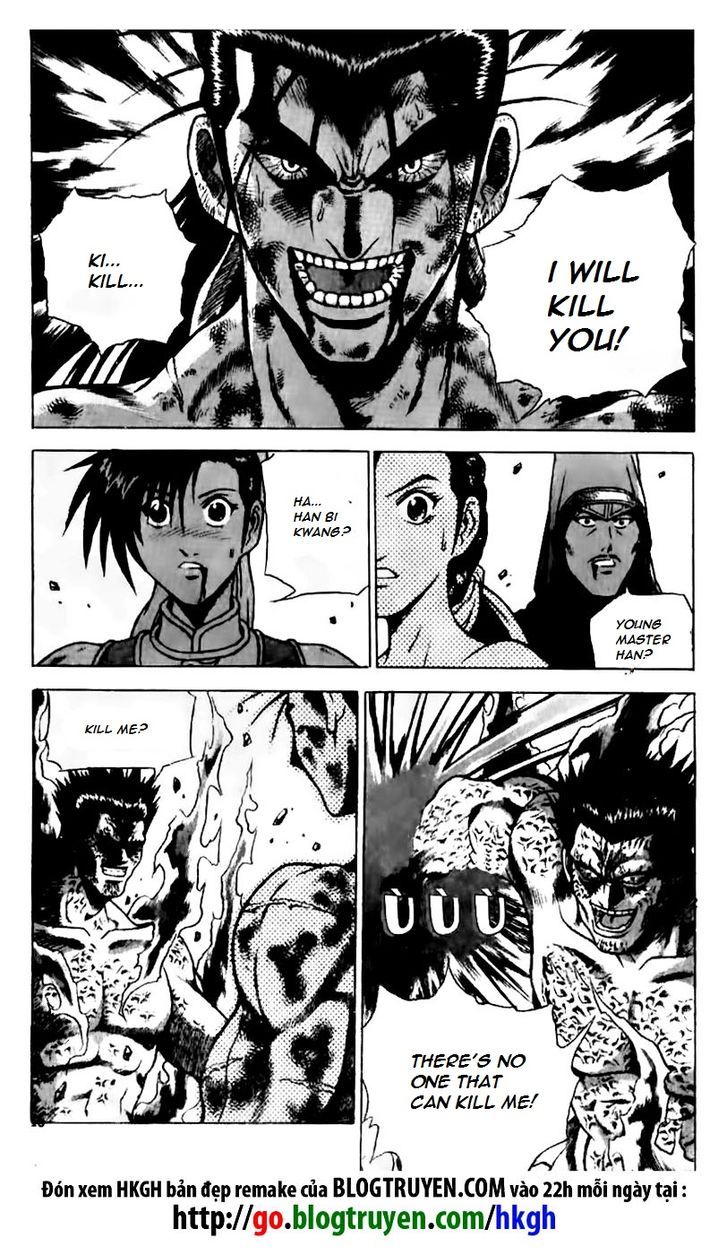 KI...
KILL...
I WILL
KILL
YOU!
HA...
HAN BI
KWANG?
YOUNG
MASTER
HAN?
KILL ME?
Ù Ù Ù
THERE'S NO
ONE THAT
CAN KILL ME!
Đón xem HKGH bản đẹp remake của BLOGTRUYEN.COM vào 22h mỗi ngày tại :
http://go.blogtruyen.com/hkgh